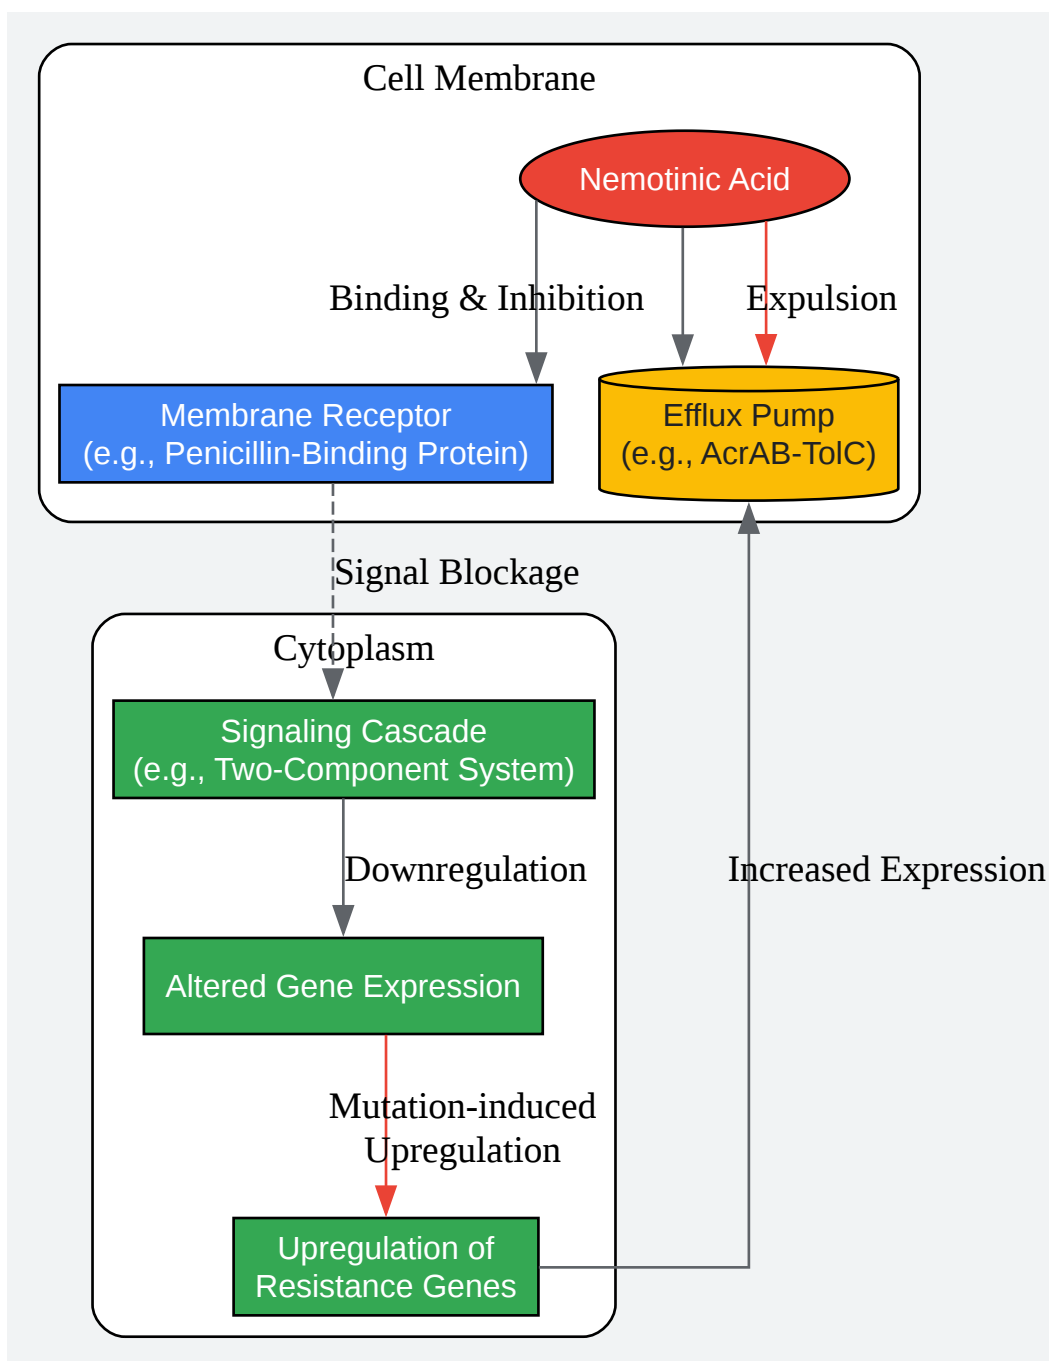 Cell Membrane
Nemotinic Acid
Binding & Inhibition
Expulsion
Membrane Receptor
(e.g., Penicillin-Binding Protein)
Efflux Pump
(e.g., AcrAB-TolC)
Signal Blockage
Cytoplasm
Signaling Cascade
(e.g., Two-Component System)
Downregulation
Increased Expression
Altered Gene Expression
Mutation-induced
Upregulation
Upregulation of
Resistance Genes